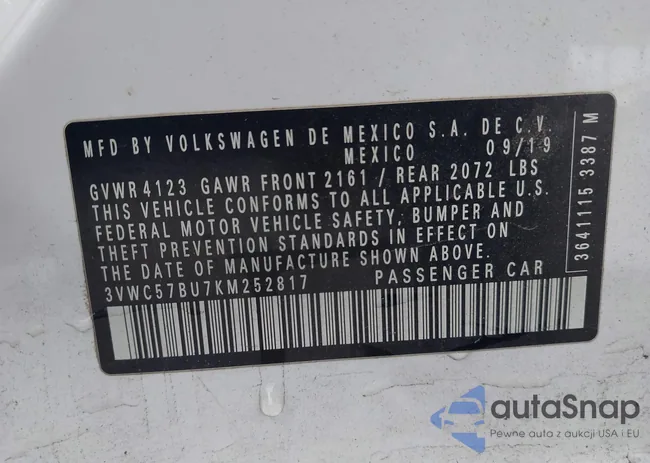 MFD BY VOLKSWAGEN DE MEXICO S.A. DE C.V.
MEXICO 09/19
GVWR 4123 GAWR FRONT 2161 / REAR 2072 LBS
THIS VEHICLE CONFORMS TO ALL APPLICABLE U.S.
FEDERAL MOTOR VEHICLE SAFETY, BUMPER AND
THEFT PREVENTION STANDARDS IN EFFECT ON
THE DATE OF MANUFACTURE SHOWN ABOVE.
3VWC57BU7KM252817 PASSENGER CAR
3641115 3387 M
autaSnap
Pewne auta z aukcji USA i EU